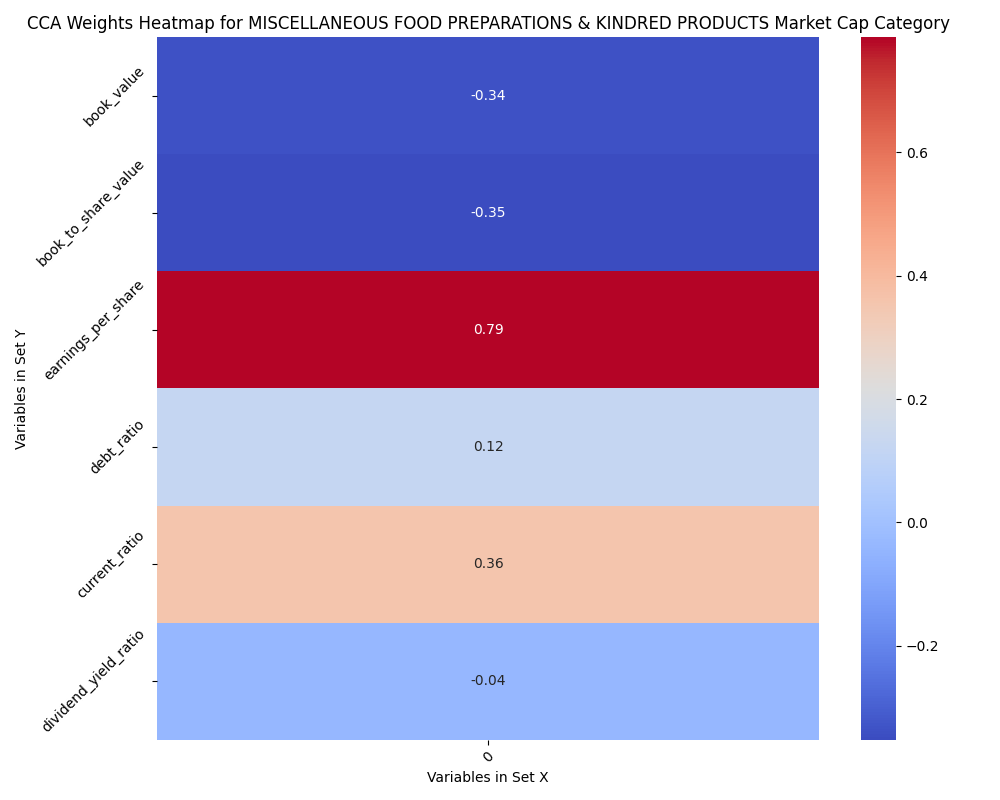 CCA Weights Heatmap for MISCELLANEOUS FOOD PREPARATIONS & KINDRED PRODUCTS Market Cap Category
Variables in Set Y
book_value
-0.34
book_to_share_value
-0.35
earnings_per_share
0.79
debt_ratio
0.12
current_ratio
0.36
dividend_yield_ratio
-0.04
0
Variables in Set X
0.6
0.4
0.2
0.0
−0.2